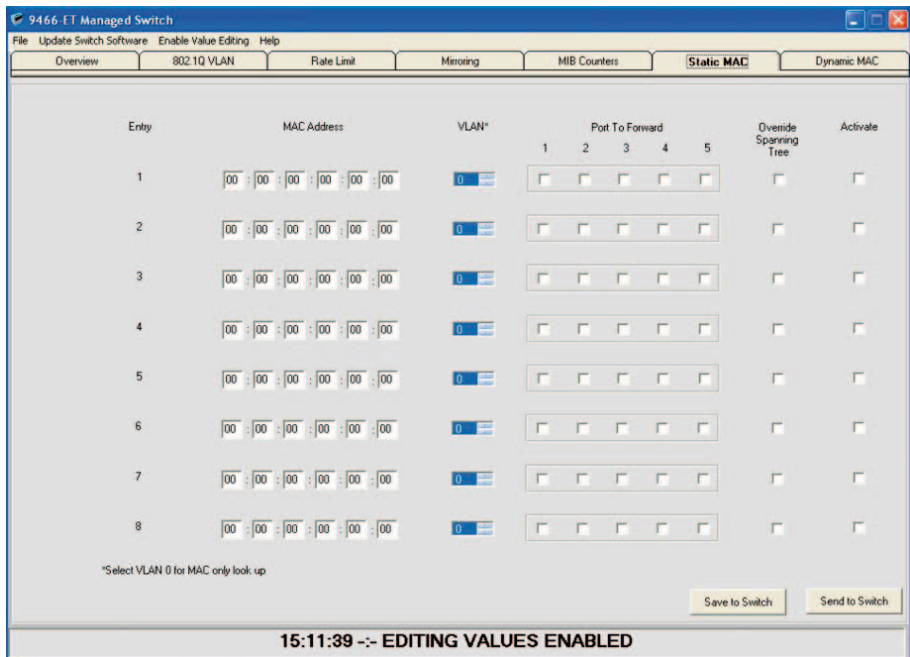 9466-ET Managed Switch
File Update Switch Software Enable Value Editing Help
Overview 802.1Q VLAN Rate Limit Mirroring MIB Counters Static MAC Dynamic MAC
Entry MAC Address VLAN* Port To Forward Override Spanning Tree Activate
1 2 3 4 5
1 00 : 00 : 00 : 00 : 00 : 00 0
2 00 : 00 : 00 : 00 : 00 : 00 0
3 00 : 00 : 00 : 00 : 00 : 00 0
4 00 : 00 : 00 : 00 : 00 : 00 0
5 00 : 00 : 00 : 00 : 00 : 00 0
6 00 : 00 : 00 : 00 : 00 : 00 0
7 00 : 00 : 00 : 00 : 00 : 00 0
8 00 : 00 : 00 : 00 : 00 : 00 0
*Select VLAN 0 for MAC only look up
Save to Switch Send to Switch
15:11:39 -:- EDITING VALUES ENABLED